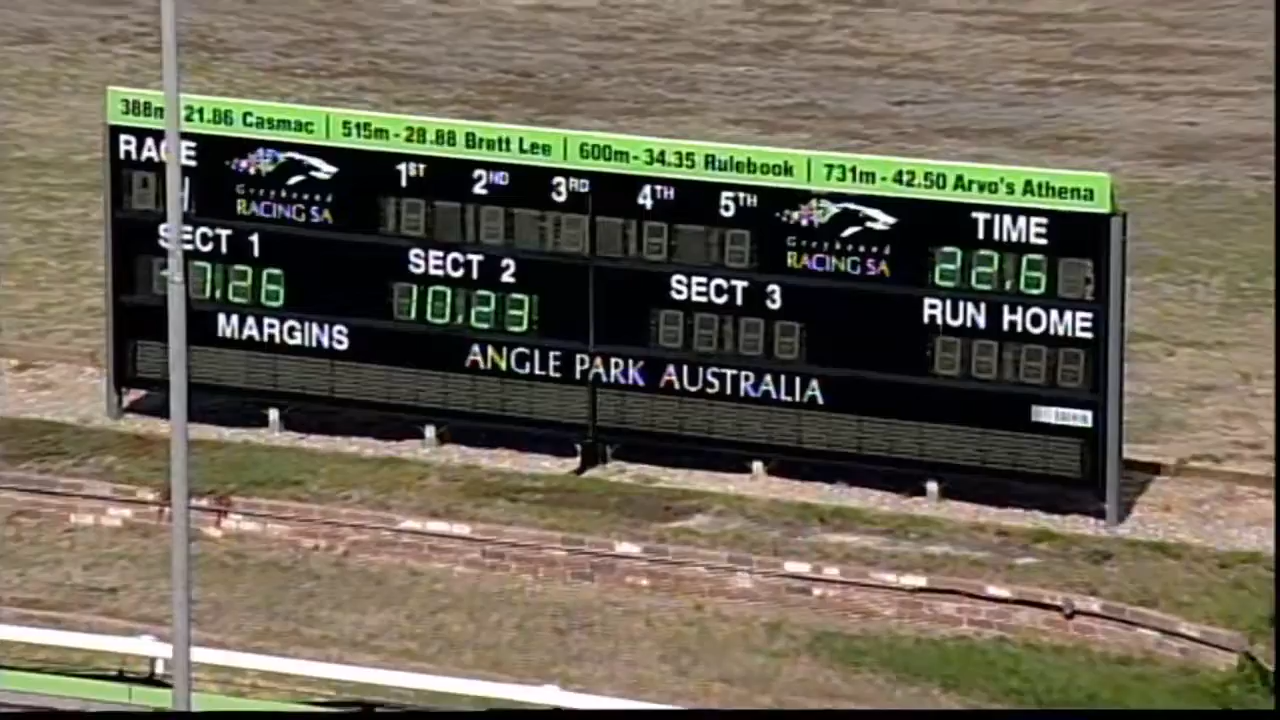 388m - 21.86 Casmac | 515m - 28.88 Brett Lee | 600m - 34.35 Rulebook | 731m - 42.50 Arvo's Athena
RACE 1ST 2ND 3RD 4TH 5TH TIME
Greyhound
RACING SA
Greyhound
RACING SA
22.6
SECT 1 SECT 2 SECT 3 RUN HOME
7.26 10.23
MARGINS
ANGLE PARK AUSTRALIA